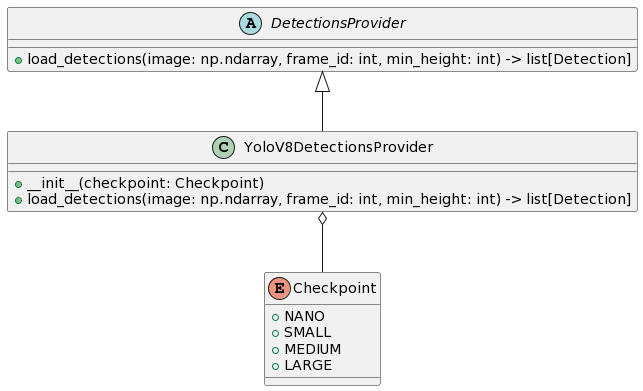 A DetectionsProvider
load_detections(image: np.ndarray, frame_id: int, min_height: int) -> list[Detection]
C YoloV8DetectionsProvider
__init__(checkpoint: Checkpoint)
load_detections(image: np.ndarray, frame_id: int, min_height: int) -> list[Detection]
E Checkpoint
NANO
SMALL
MEDIUM
LARGE